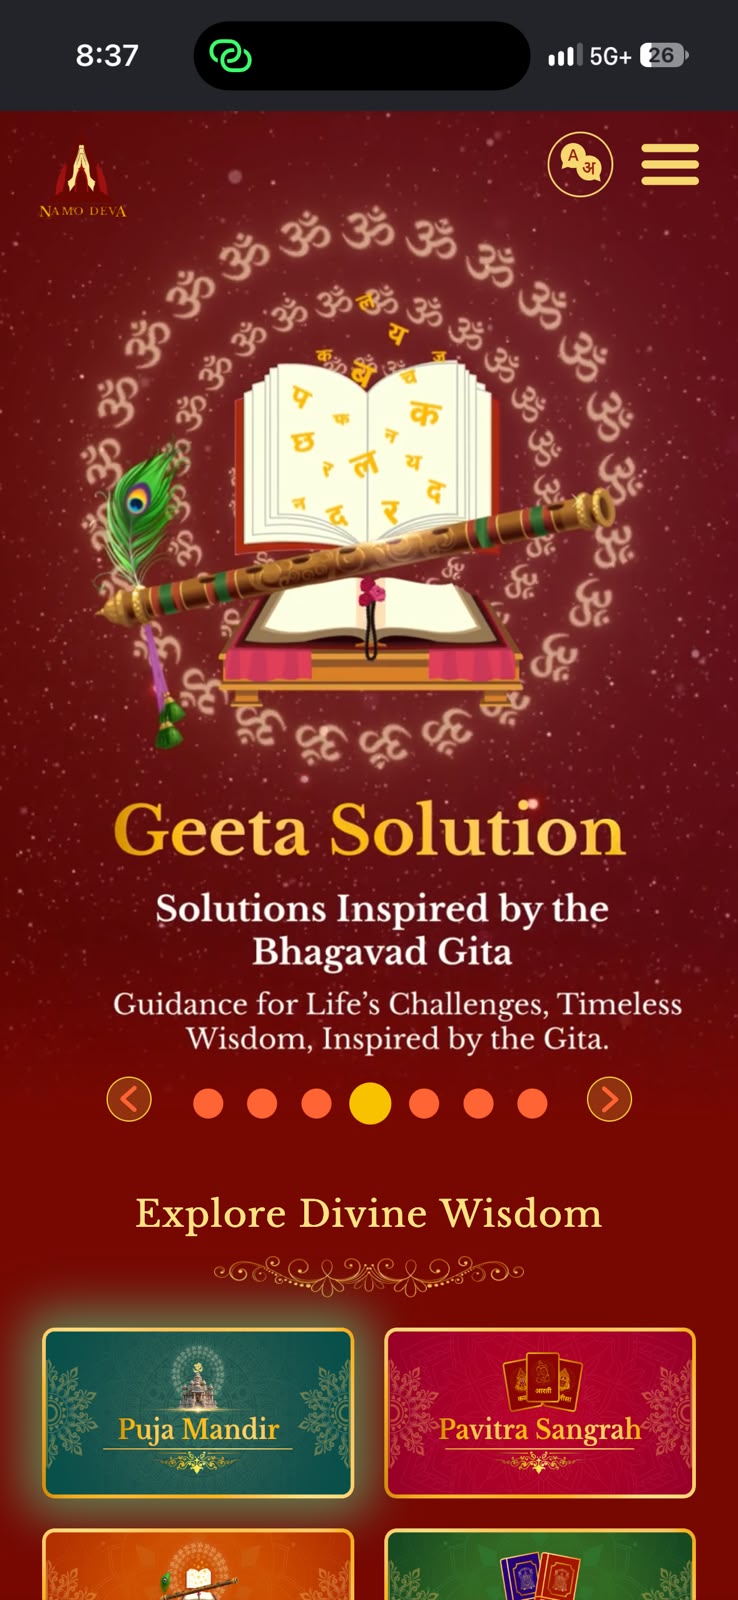 8:37
5G+ 26
A अ
NAMO DEVA
ॐ ॐ ॐ ॐ ॐ ॐ ॐ ॐ ॐ
ल
य
क ज
च
प फ क
छ न
र ल य
न द र द
Geeta Solution
Solutions Inspired by the
Bhagavad Gita
Guidance for Life’s Challenges, Timeless
Wisdom, Inspired by the Gita.
Explore Divine Wisdom
आरती
Puja Mandir
Pavitra Sangrah